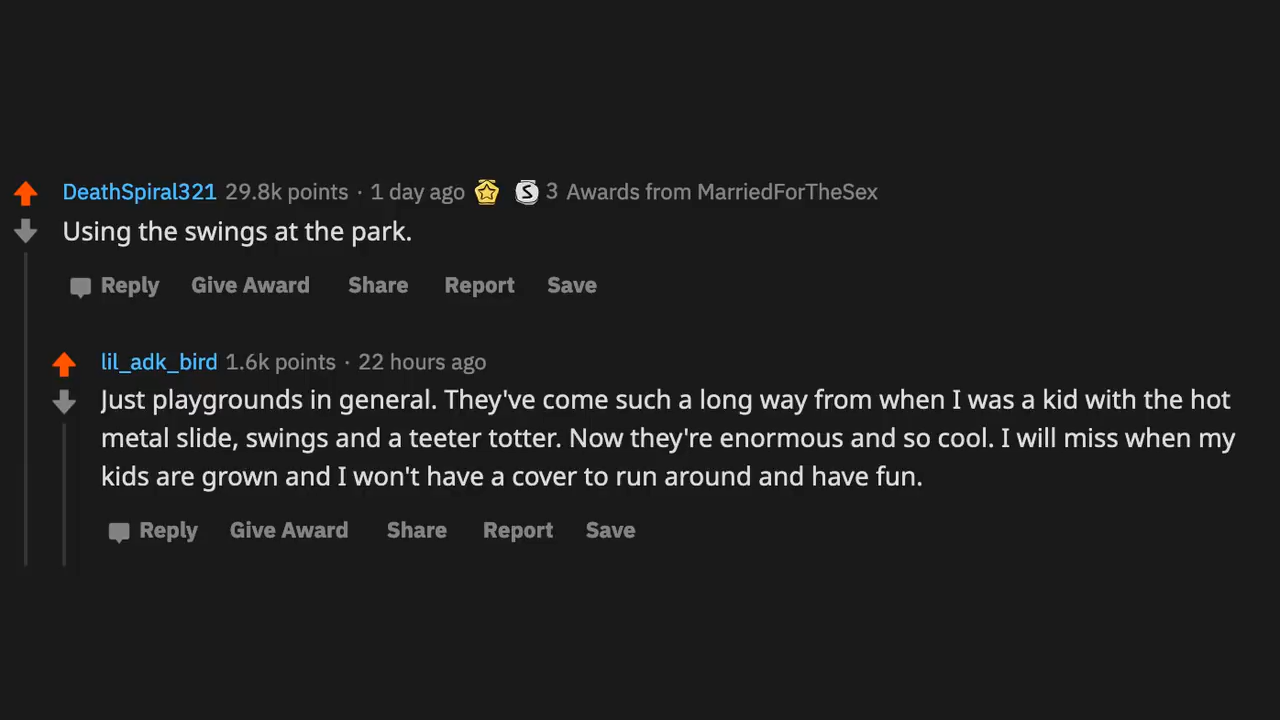 DeathSpiral321 29.8k points · 1 day ago S 3 Awards from MarriedForTheSex
Using the swings at the park.
Reply Give Award Share Report Save
lil_adk_bird 1.6k points · 22 hours ago
Just playgrounds in general. They've come such a long way from when I was a kid with the hot
metal slide, swings and a teeter totter. Now they're enormous and so cool. I will miss when my
kids are grown and I won't have a cover to run around and have fun.
Reply Give Award Share Report Save